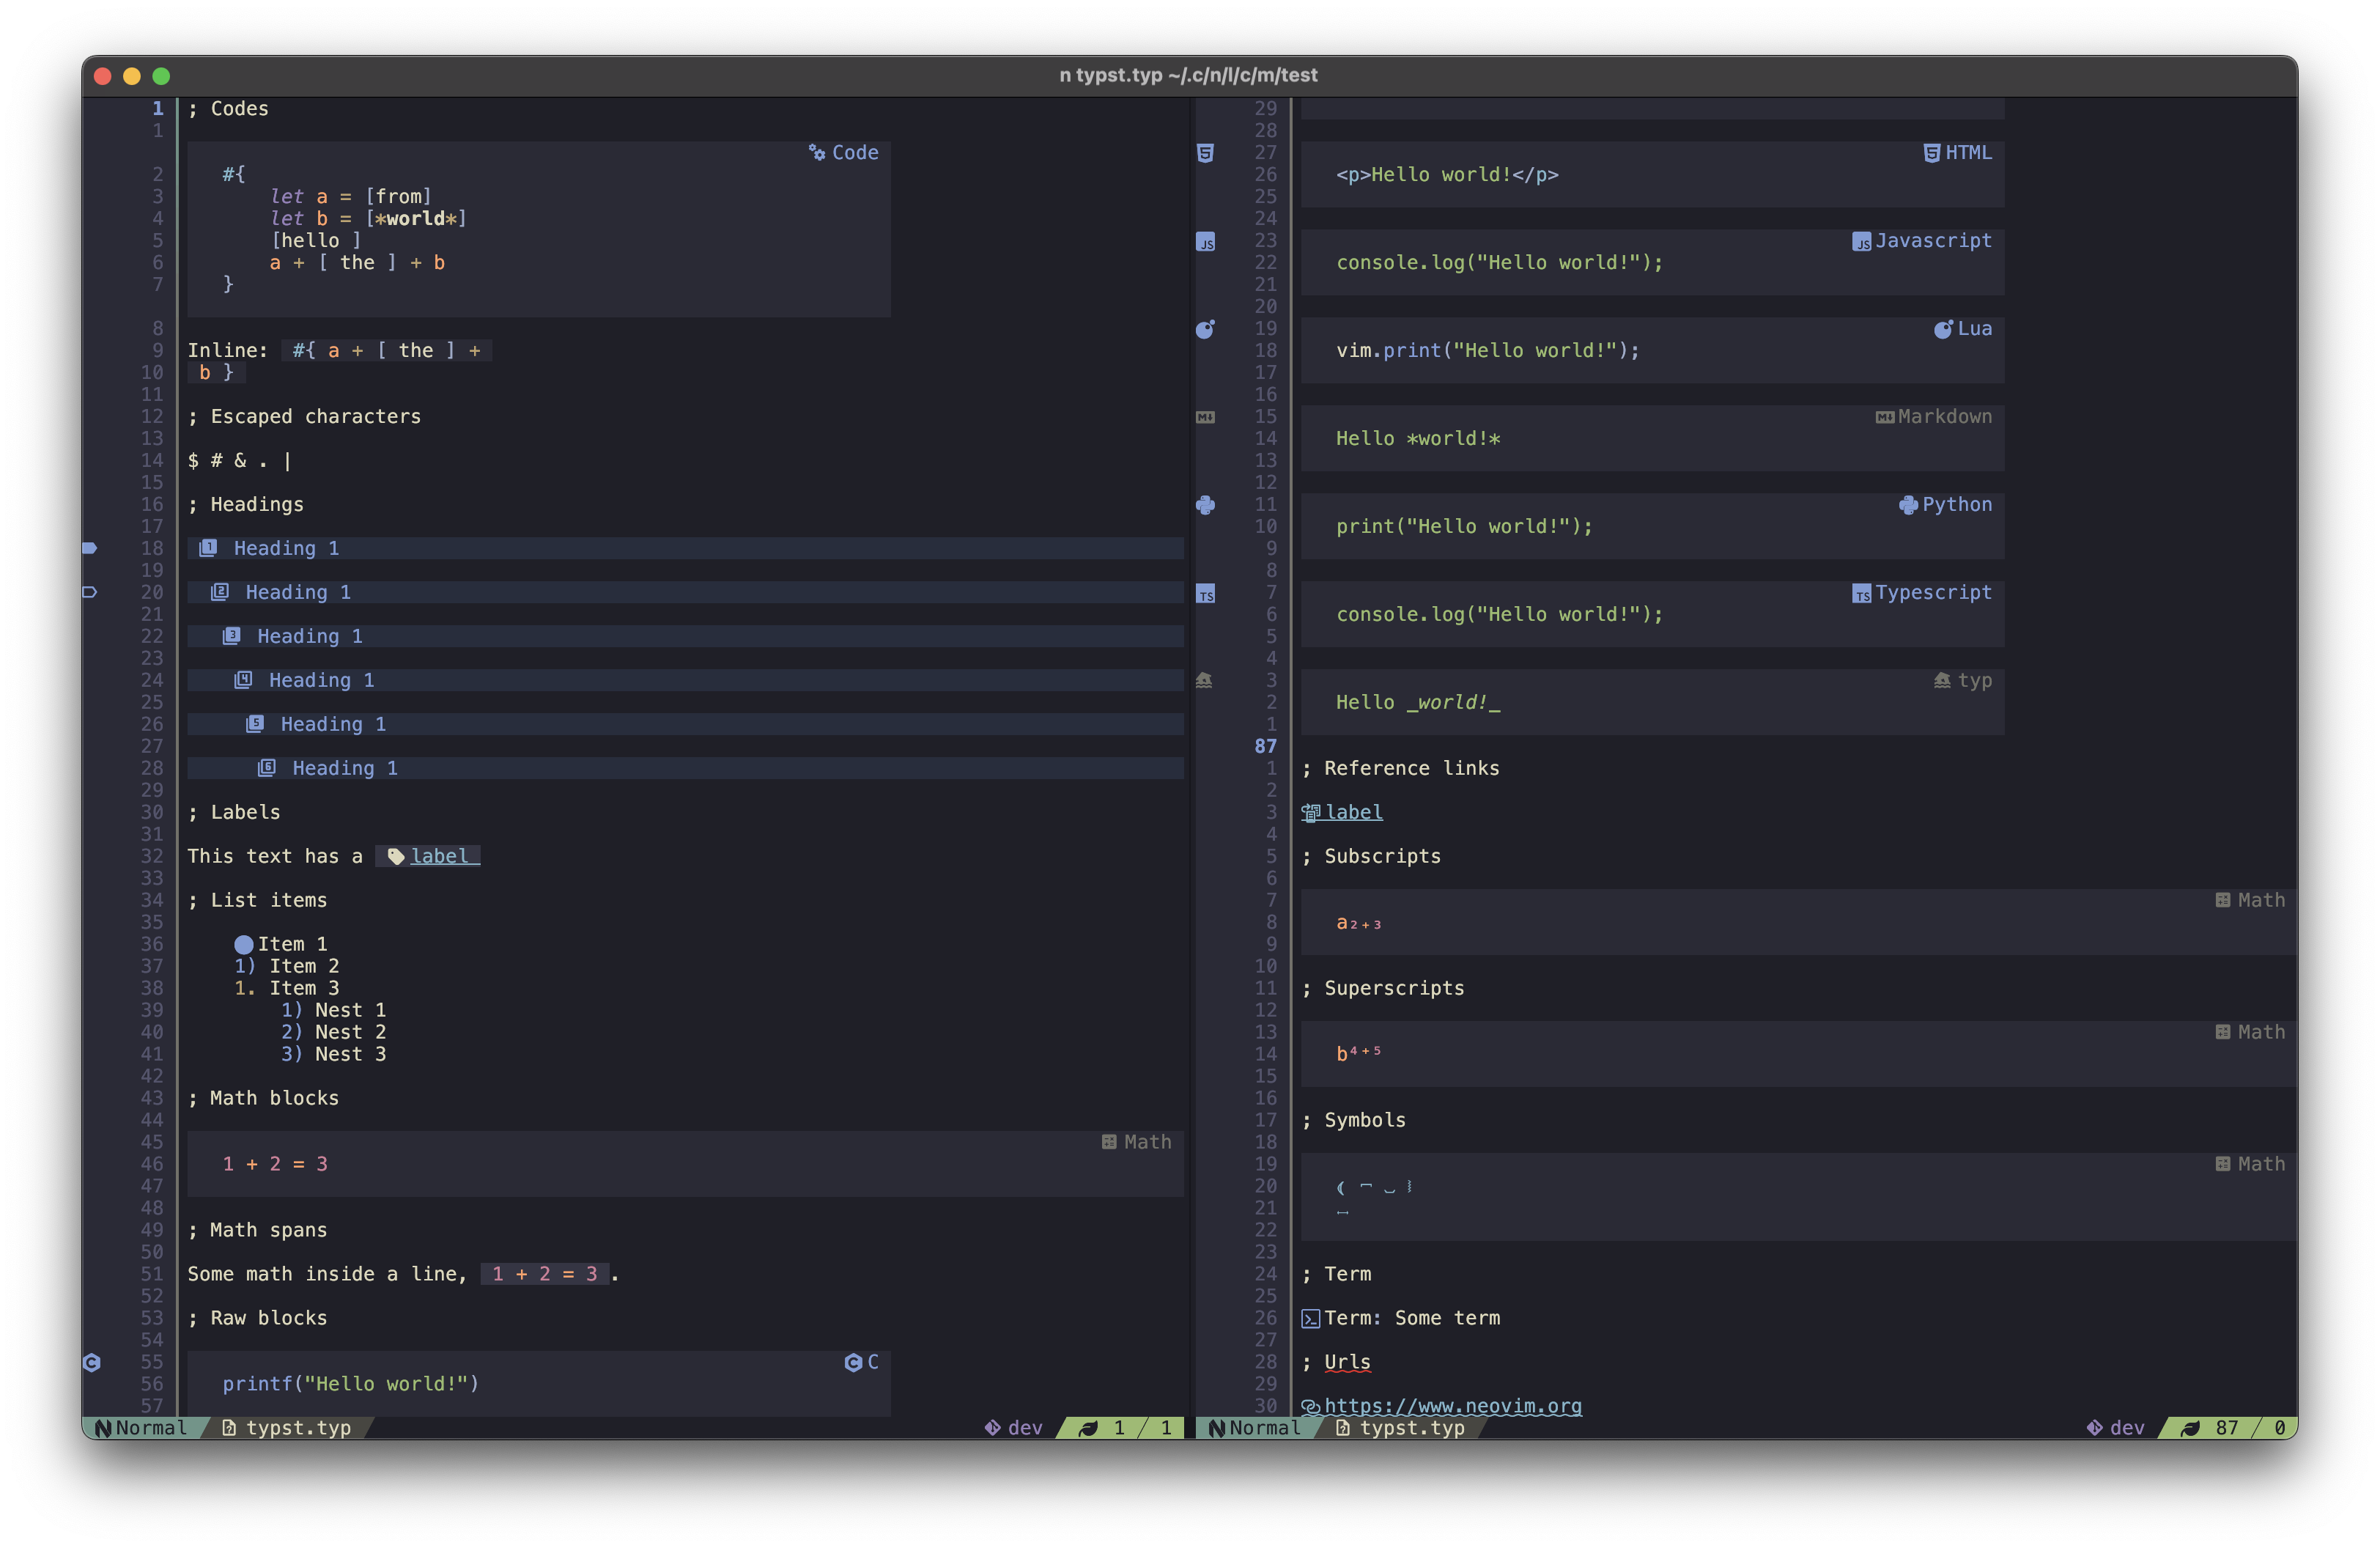 n typst.typ ~/.c/n/l/c/m/test
1 ; Codes
1
Code
2 #{
3 let a = [from]
4 let b = [*world*]
5 [hello ]
6 a + [ the ] + b
7 }
8
9 Inline: #{ a + [ the ] +
10 b }
11
12 ; Escaped characters
13
14 $ # & . |
15
16 ; Headings
17
18 1 Heading 1
19
20 2 Heading 1
21
22 3 Heading 1
23
24 4 Heading 1
25
26 5 Heading 1
27
28 6 Heading 1
29
30 ; Labels
31
32 This text has a label
33
34 ; List items
35
36 Item 1
37 1) Item 2
38 1. Item 3
39 1) Nest 1
40 2) Nest 2
41 3) Nest 3
42
43 ; Math blocks
44
45 Math
46 1 + 2 = 3
47
48
49 ; Math spans
50
51 Some math inside a line, 1 + 2 = 3 .
52
53 ; Raw blocks
54
C 55 C C
56 printf("Hello world!")
57
Normal typst.typ dev 1 / 1
29
28
5 27 5 HTML
26 <p>Hello world!</p>
25
24
JS 23 JS Javascript
22 console.log("Hello world!");
21
20
19 Lua
18 vim.print("Hello world!");
17
16
M 15 M Markdown
14 Hello *world!*
13
12
11 Python
10 print("Hello world!");
9
8
TS 7 TS Typescript
6 console.log("Hello world!");
5
4
3 typ
2 Hello _world!_
1
87
1 ; Reference links
2
3 label
4
5 ; Subscripts
6
7 Math
8 a₂₊₃
9
10
11 ; Superscripts
12
13 Math
14 b⁴⁺⁵
15
16
17 ; Symbols
18
19 Math
20
21
22
23
24 ; Term
25
26 Term: Some term
27
28 ; Urls
29
30 https://www.neovim.org
Normal typst.typ dev 87 / 0